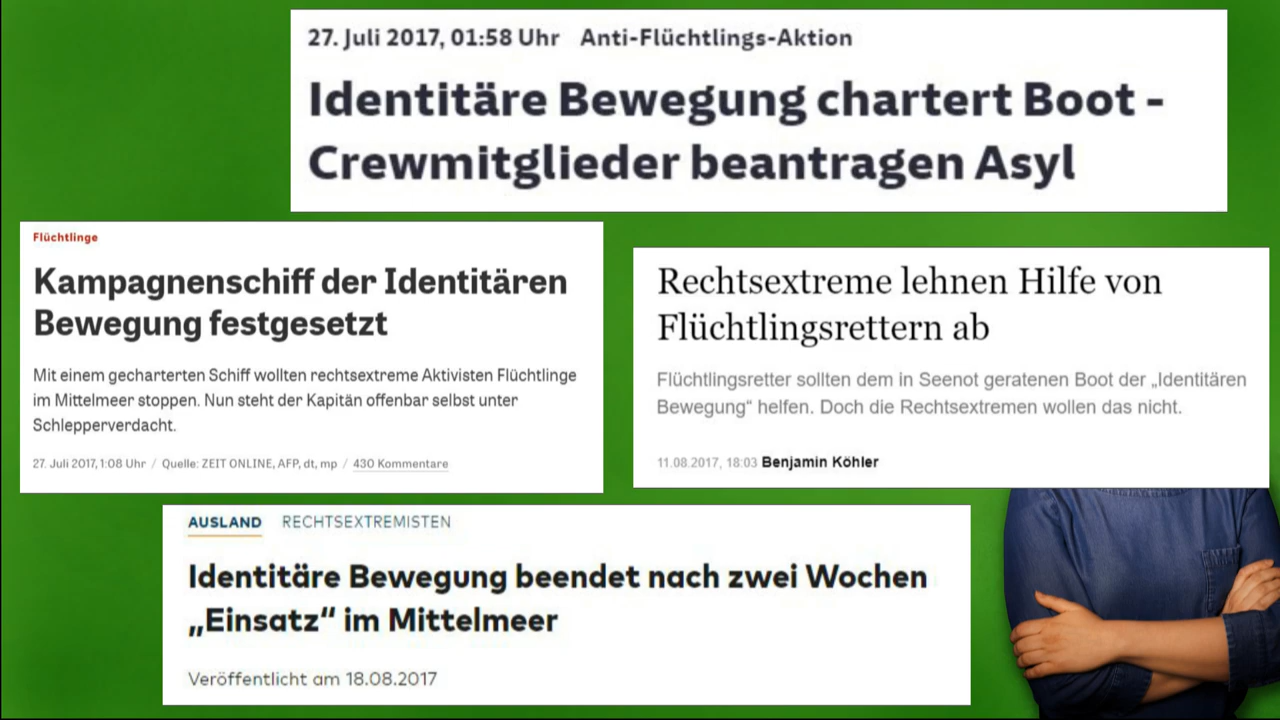 27. Juli 2017, 01:58 Uhr Anti-Flüchtlings-Aktion
Identitäre Bewegung chartert Boot -
Crewmitglieder beantragen Asyl
Flüchtlinge
Kampagnenschiff der Identitären
Bewegung festgesetzt
Mit einem gecharterten Schiff wollten rechtsextreme Aktivisten Flüchtlinge
im Mittelmeer stoppen. Nun steht der Kapitän offenbar selbst unter
Schlepperverdacht.
27. Juli 2017, 1:08 Uhr / Quelle: ZEIT ONLINE, AFP, dt, mp / 430 Kommentare
Rechtsextreme lehnen Hilfe von
Flüchtlingsrettern ab
Flüchtlingsretter sollten dem in Seenot geratenen Boot der „Identitären
Bewegung“ helfen. Doch die Rechtsextremen wollen das nicht.
11.08.2017, 18:03 Benjamin Köhler
AUSLAND RECHTSEXTREMISTEN
Identitäre Bewegung beendet nach zwei Wochen
„Einsatz“ im Mittelmeer
Veröffentlicht am 18.08.2017